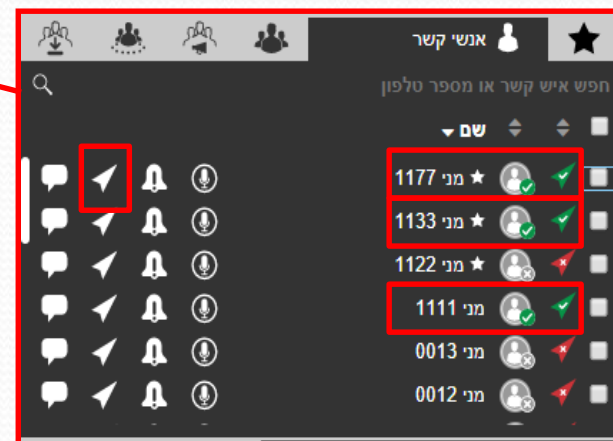 אנשי קשר
חפש איש קשר או מספר טלפון
שם
מני 1177
מני 1133
מני 1122
מני 1111
מני 0013
מני 0012